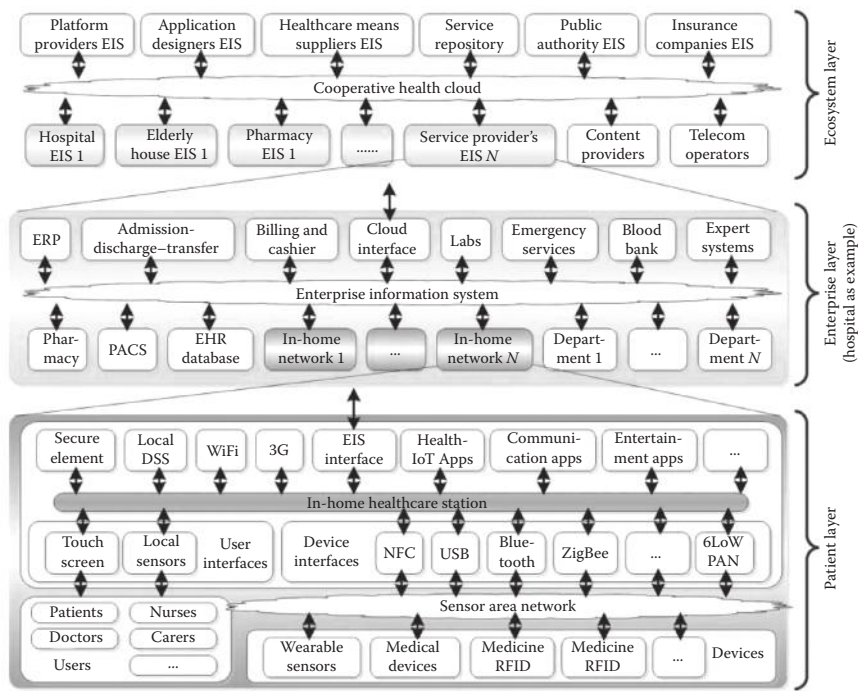 Platform
providers EIS
Application
designers EIS
Healthcare means
suppliers EIS
Service
repository
Public
authority EIS
Insurance
companies EIS
Cooperative health cloud
Hospital
EIS 1
Elderly
house EIS 1
Pharmacy
EIS 1
......
Service provider's
EIS N
Content
providers
Telecom
operators
Ecosystem layer
ERP
Admission-
discharge–transfer
Billing and
cashier
Cloud
interface
Labs
Emergency
services
Blood
bank
Expert
systems
Enterprise information system
Phar-
macy
PACS
EHR
database
In-home
network 1
...
In-home
network N
Depart-
ment 1
...
Depart-
ment N
Enterprise layer
(hospital as example)
Secure
element
Local
DSS
WiFi
3G
EIS
interface
Health-
IoT Apps
Communi-
cation apps
Entertain-
ment apps
...
In-home healthcare station
Touch
screen
Local
sensors
User
interfaces
Device
interfaces
NFC
USB
Blue-
tooth
ZigBee
...
6LoW
PAN
Sensor area network
Patients
Nurses
Doctors
Carers
Users
...
Wearable
sensors
Medical
devices
Medicine
RFID
Medicine
RFID
...
Devices
Patient layer